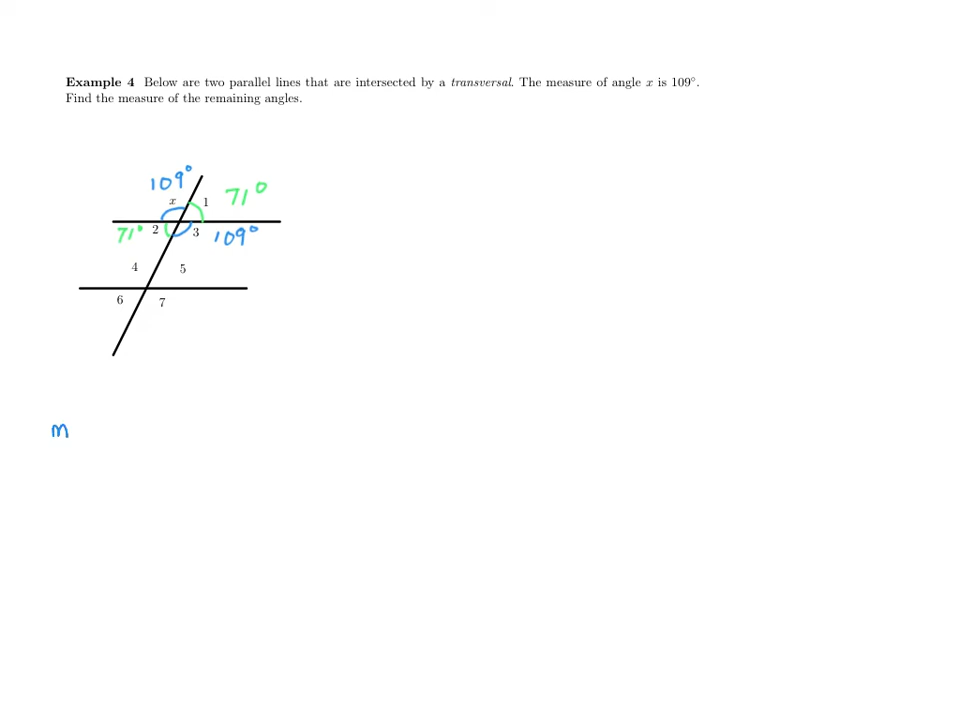 Example 4 Below are two parallel lines that are intersected by a transversal. The measure of angle x is 109°.
Find the measure of the remaining angles.
109°
x 1 71°
71° 2 3 109°
4 5
6 7
m